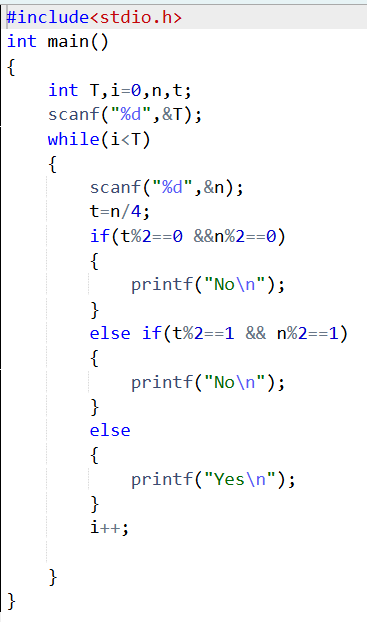 #include<stdio.h>
int main()
{
    int T,i=0,n,t;
    scanf("%d",&T);
    while(i<T)
    {
        scanf("%d",&n);
        t=n/4;
        if(t%2==0 &&n%2==0)
        {
            printf("No\n");
        }
        else if(t%2==1 && n%2==1)
        {
            printf("No\n");
        }
        else
        {
            printf("Yes\n");
        }
        i++;

    }
}